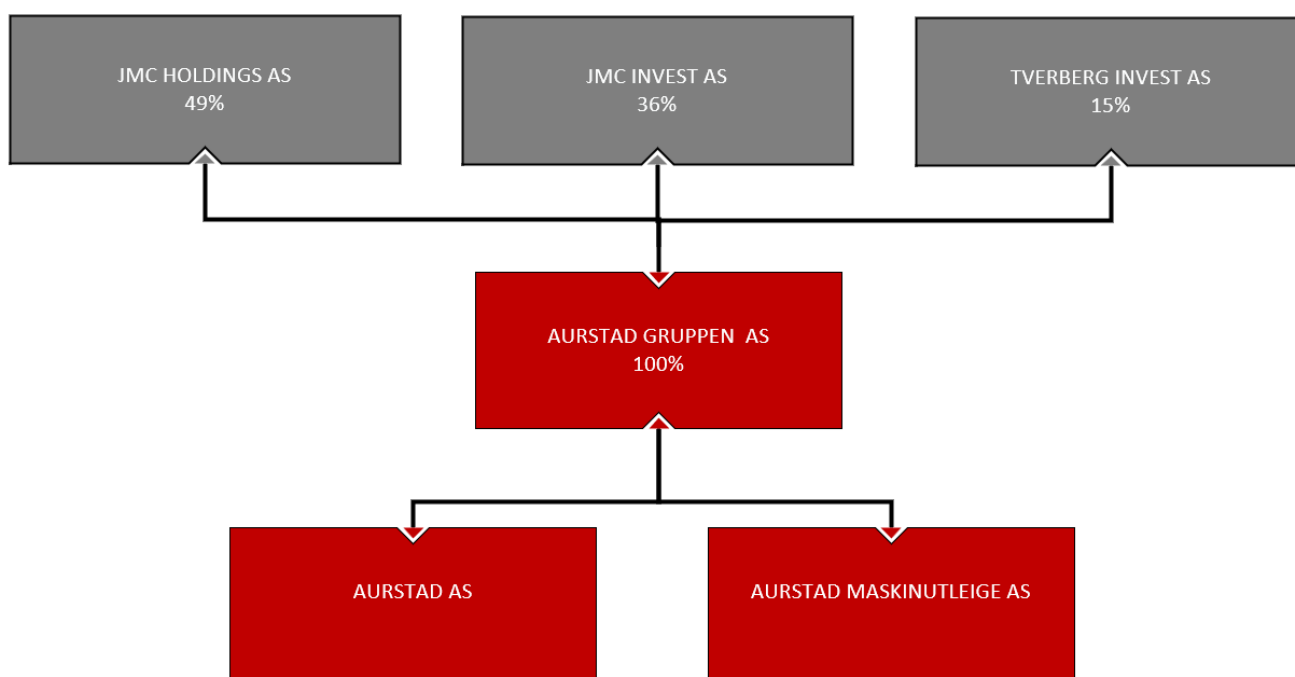 JMC HOLDINGS AS
49%
JMC INVEST AS
36%
TVERBERG INVEST AS
15%
AURSTAD GRUPPEN  AS
100%
AURSTAD AS
AURSTAD MASKINUTLEIGE AS